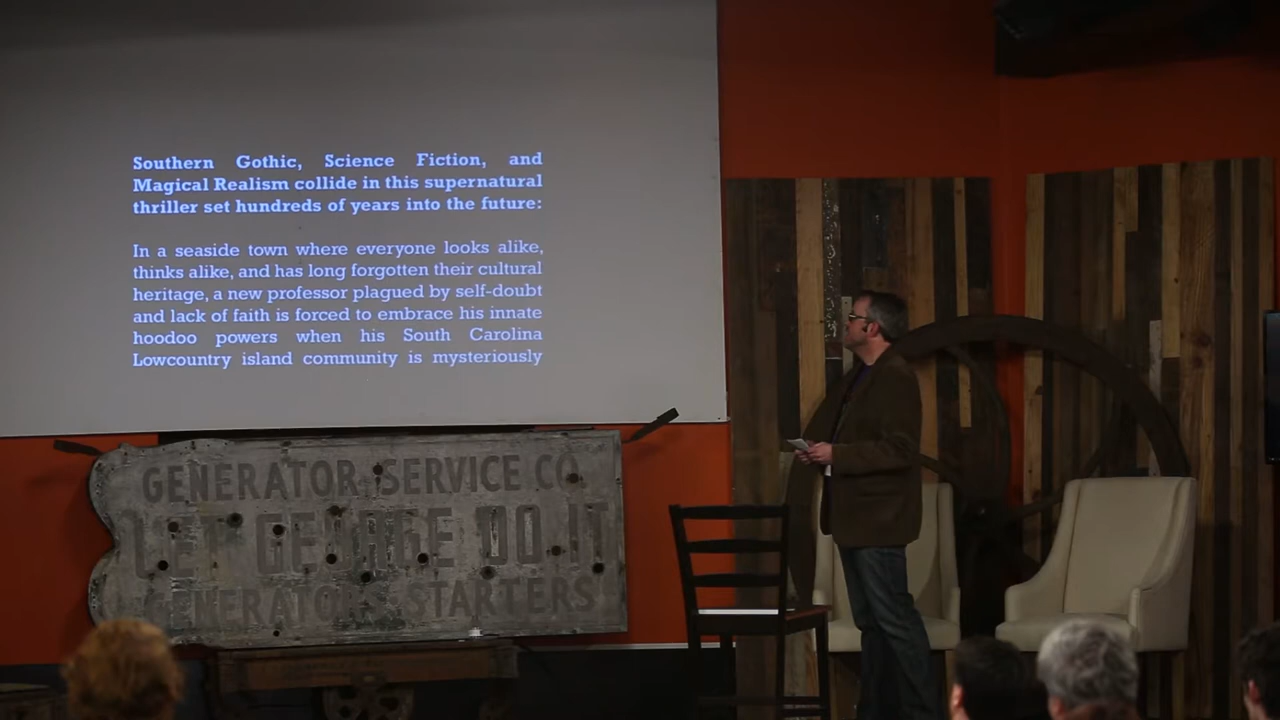 Southern Gothic, Science Fiction, and
Magical Realism collide in this supernatural
thriller set hundreds of years into the future:
In a seaside town where everyone looks alike,
thinks alike, and has long forgotten their cultural
heritage, a new professor plagued by self-doubt
and lack of faith is forced to embrace his innate
hoodoo powers when his South Carolina
Lowcountry island community is mysteriously
GENERATOR SERVICE CO.
LET GEORGE DO IT
GENERATORS STARTERS